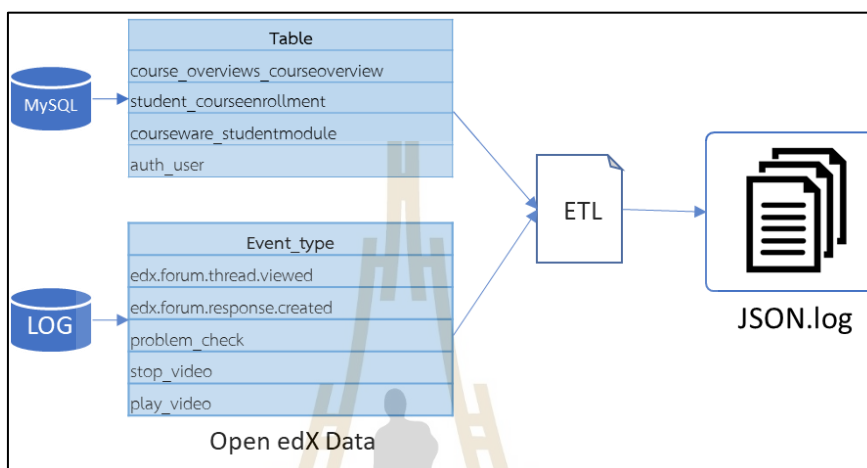 Table
course_overviews_courseoverview
MySQL
student_courseenrollment
courseware_studentmodule
auth_user
ETL
Event_type
edx.forum.thread.viewed
edx.forum.response.created
LOG
problem_check
stop_video
play_video
JSON.log
Open edX Data